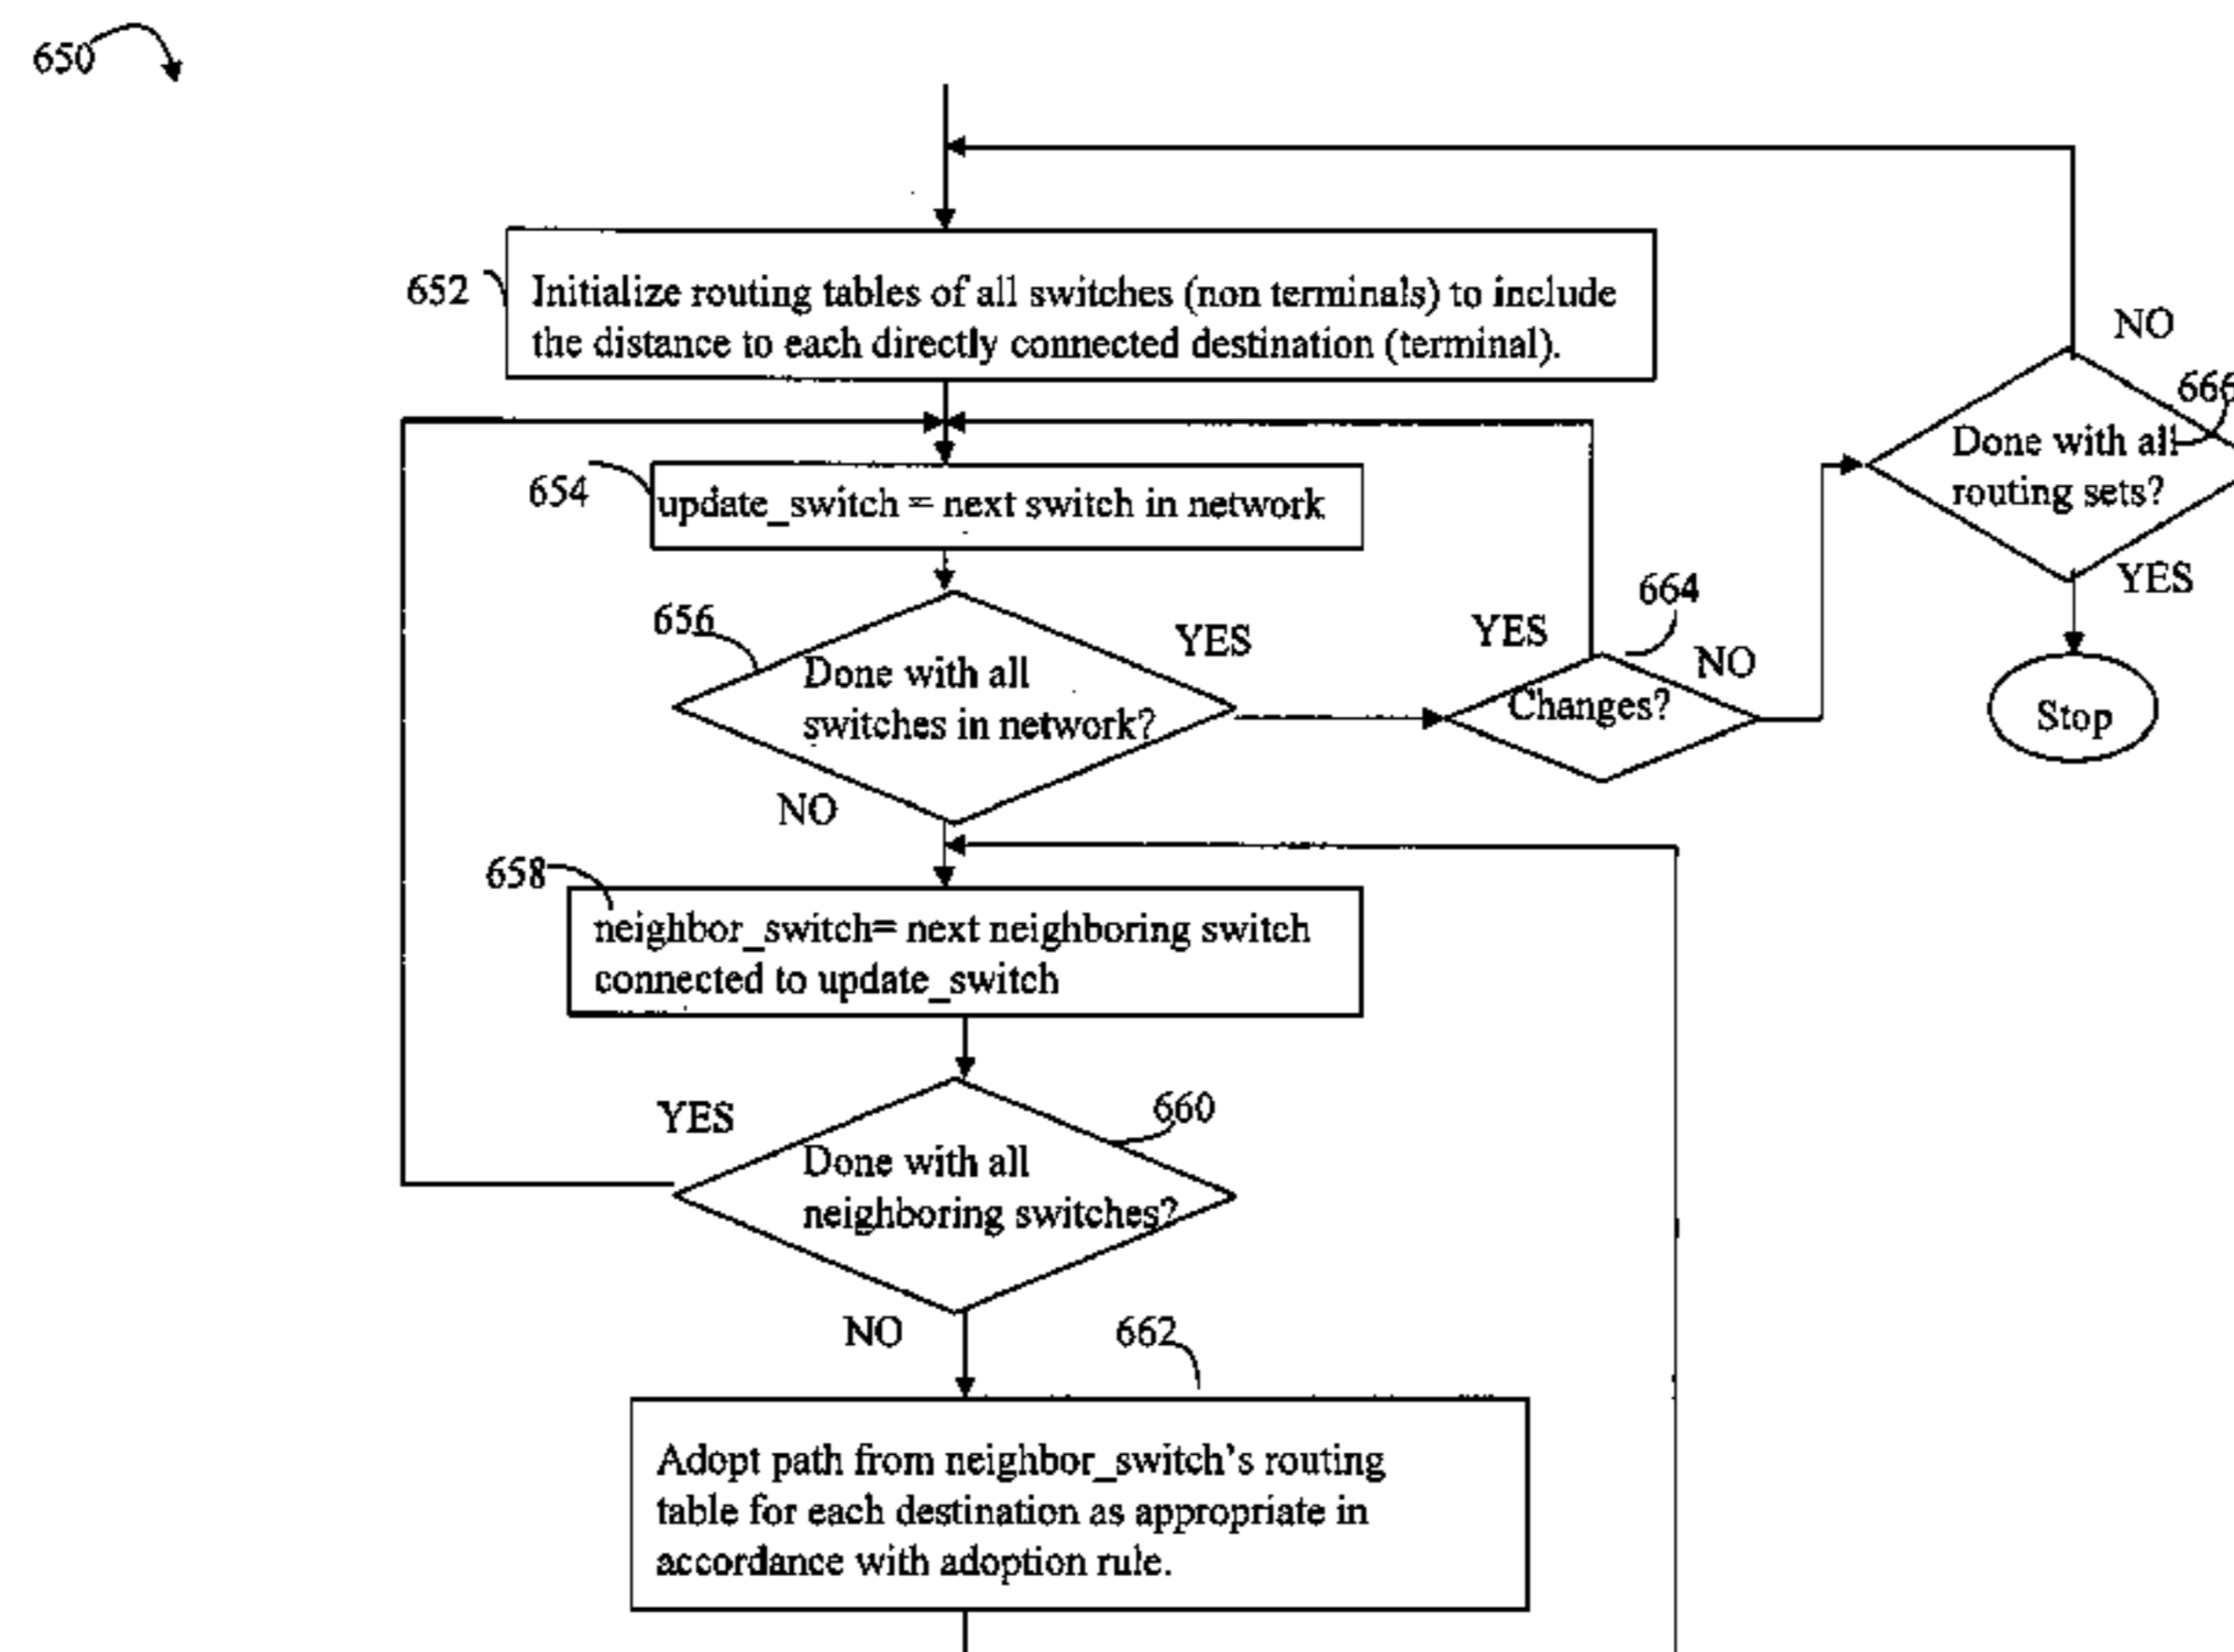 650
652
Initialize routing tables of all switches (non terminals) to include
the distance to each directly connected destination (terminal).
NO
666
Done with all
routing sets?
YES
Stop
654
update_switch = next switch in network
656
Done with all
switches in network?
YES
NO
YES
664
NO
Changes?
658
neighbor_switch= next neighboring switch
connected to update_switch
YES
660
Done with all
neighboring switches?
NO
662
Adopt path from neighbor_switch's routing
table for each destination as appropriate in
accordance with adoption rule.